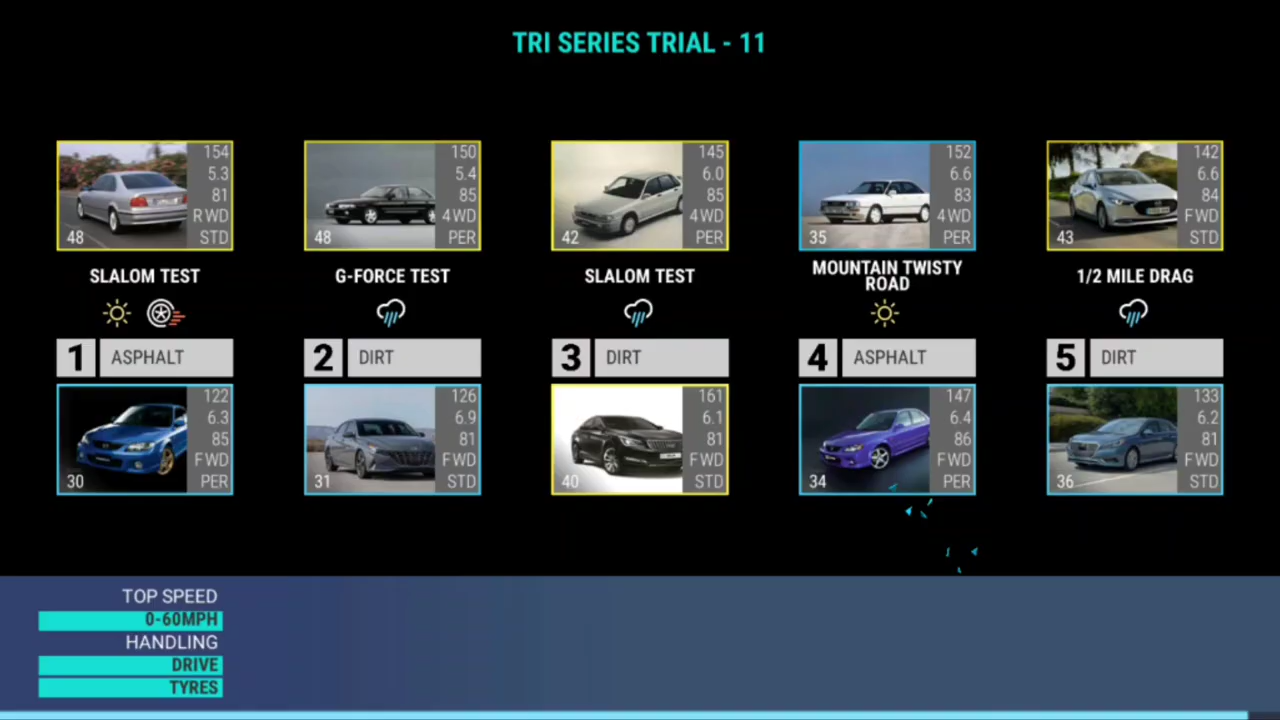 TRI SERIES TRIAL - 11
154
5.3
81
RWD
48 STD
150
5.4
85
4WD
48 PER
145
6.0
85
4WD
42 PER
152
6.6
83
4WD
35 PER
142
6.6
84
FWD
43 STD
SLALOM TEST
G-FORCE TEST
SLALOM TEST
MOUNTAIN TWISTY
ROAD
1/2 MILE DRAG
1 ASPHALT
2 DIRT
3 DIRT
4 ASPHALT
5 DIRT
122
6.3
85
FWD
30 PER
126
6.9
81
FWD
31 STD
161
6.1
81
FWD
40 STD
147
6.4
86
FWD
34 PER
133
6.2
81
FWD
36 STD
TOP SPEED
0-60MPH
HANDLING
DRIVE
TYRES